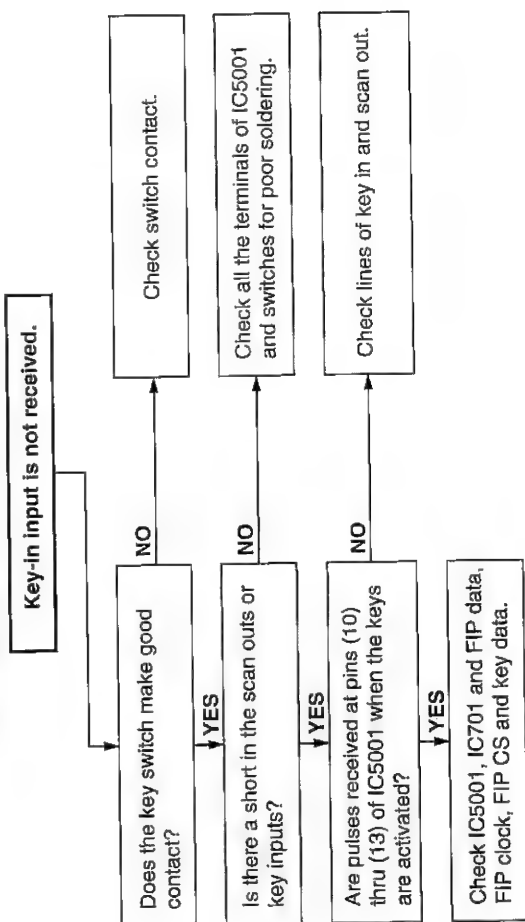 Key-in input is not received.
Does the key switch make good
contact?
NO
Check switch contact.
YES
Is there a short in the scan outs or
key inputs?
NO
Check all the terminals of IC5001
and switches for poor soldering.
YES
Are pulses received at pins (10)
thru (13) of IC5001 when the keys
are activated?
NO
Check lines of key in and scan out.
YES
Check IC5001, IC701 and FIP data,
FIP clock, FIP CS and key data.